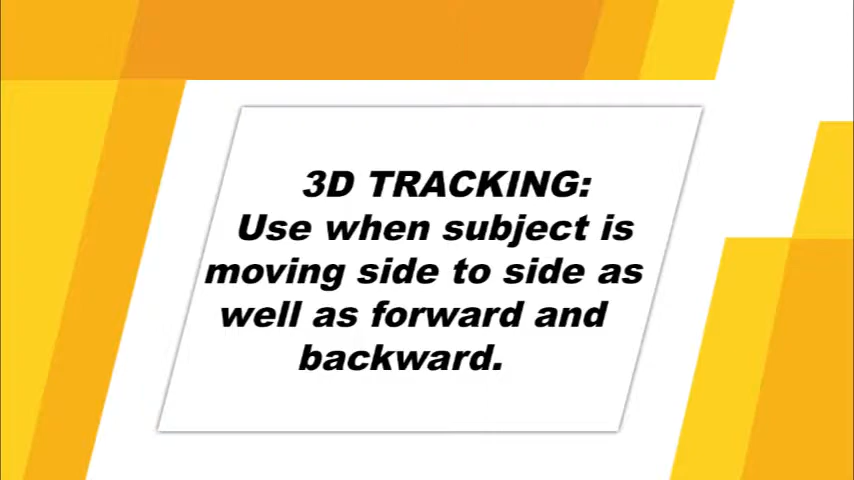 3D TRACKING:
Use when subject is
moving side to side as
well as forward and
backward.